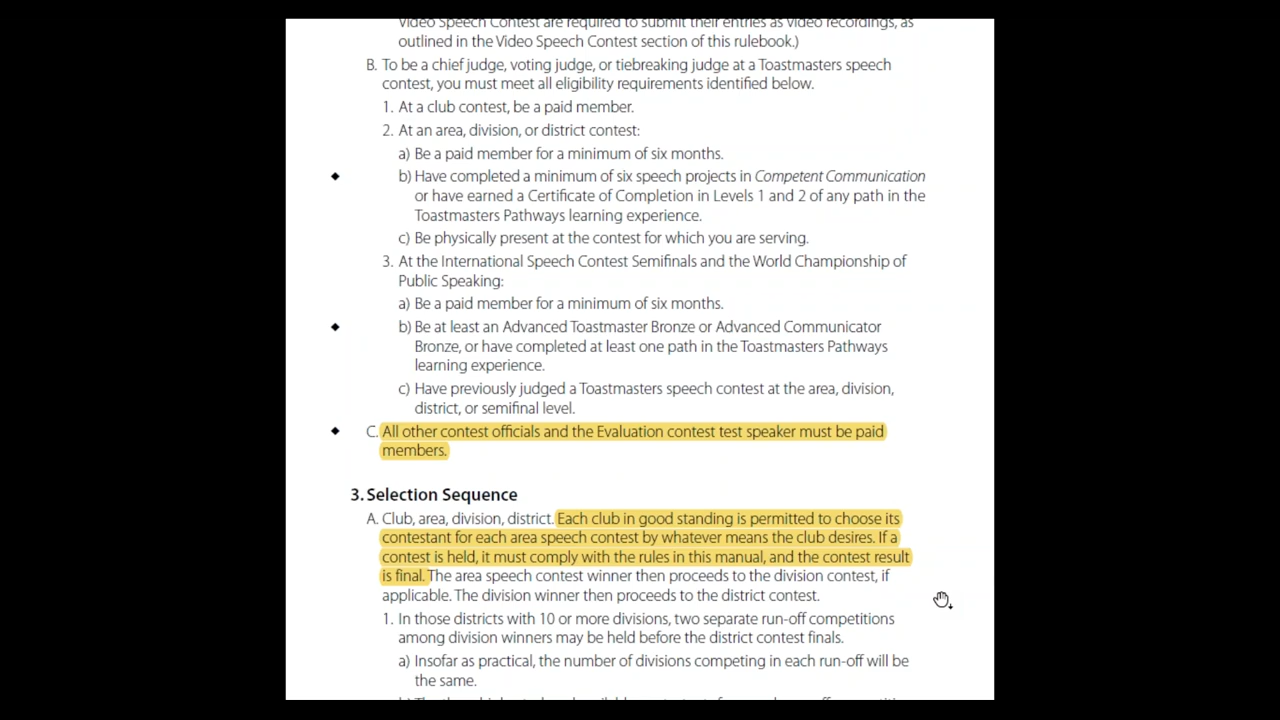 Video Speech Contest are required to submit their entries as video recordings, as
outlined in the Video Speech Contest section of this rulebook.)
B. To be a chief judge, voting judge, or tiebreaking judge at a Toastmasters speech
contest, you must meet all eligibility requirements identified below.
1. At a club contest, be a paid member.
2. At an area, division, or district contest:
a) Be a paid member for a minimum of six months.
b) Have completed a minimum of six speech projects in Competent Communication
or have earned a Certificate of Completion in Levels 1 and 2 of any path in the
Toastmasters Pathways learning experience.
c) Be physically present at the contest for which you are serving.
3. At the International Speech Contest Semifinals and the World Championship of
Public Speaking:
a) Be a paid member for a minimum of six months.
b) Be at least an Advanced Toastmaster Bronze or Advanced Communicator
Bronze, or have completed at least one path in the Toastmasters Pathways
learning experience.
c) Have previously judged a Toastmasters speech contest at the area, division,
district, or semifinal level.
C. All other contest officials and the Evaluation contest test speaker must be paid
members.
3. Selection Sequence
A. Club, area, division, district. Each club in good standing is permitted to choose its
contestant for each area speech contest by whatever means the club desires. If a
contest is held, it must comply with the rules in this manual, and the contest result
is final. The area speech contest winner then proceeds to the division contest, if
applicable. The division winner then proceeds to the district contest.
1. In those districts with 10 or more divisions, two separate run-off competitions
among division winners may be held before the district contest finals.
a) Insofar as practical, the number of divisions competing in each run-off will be
the same.